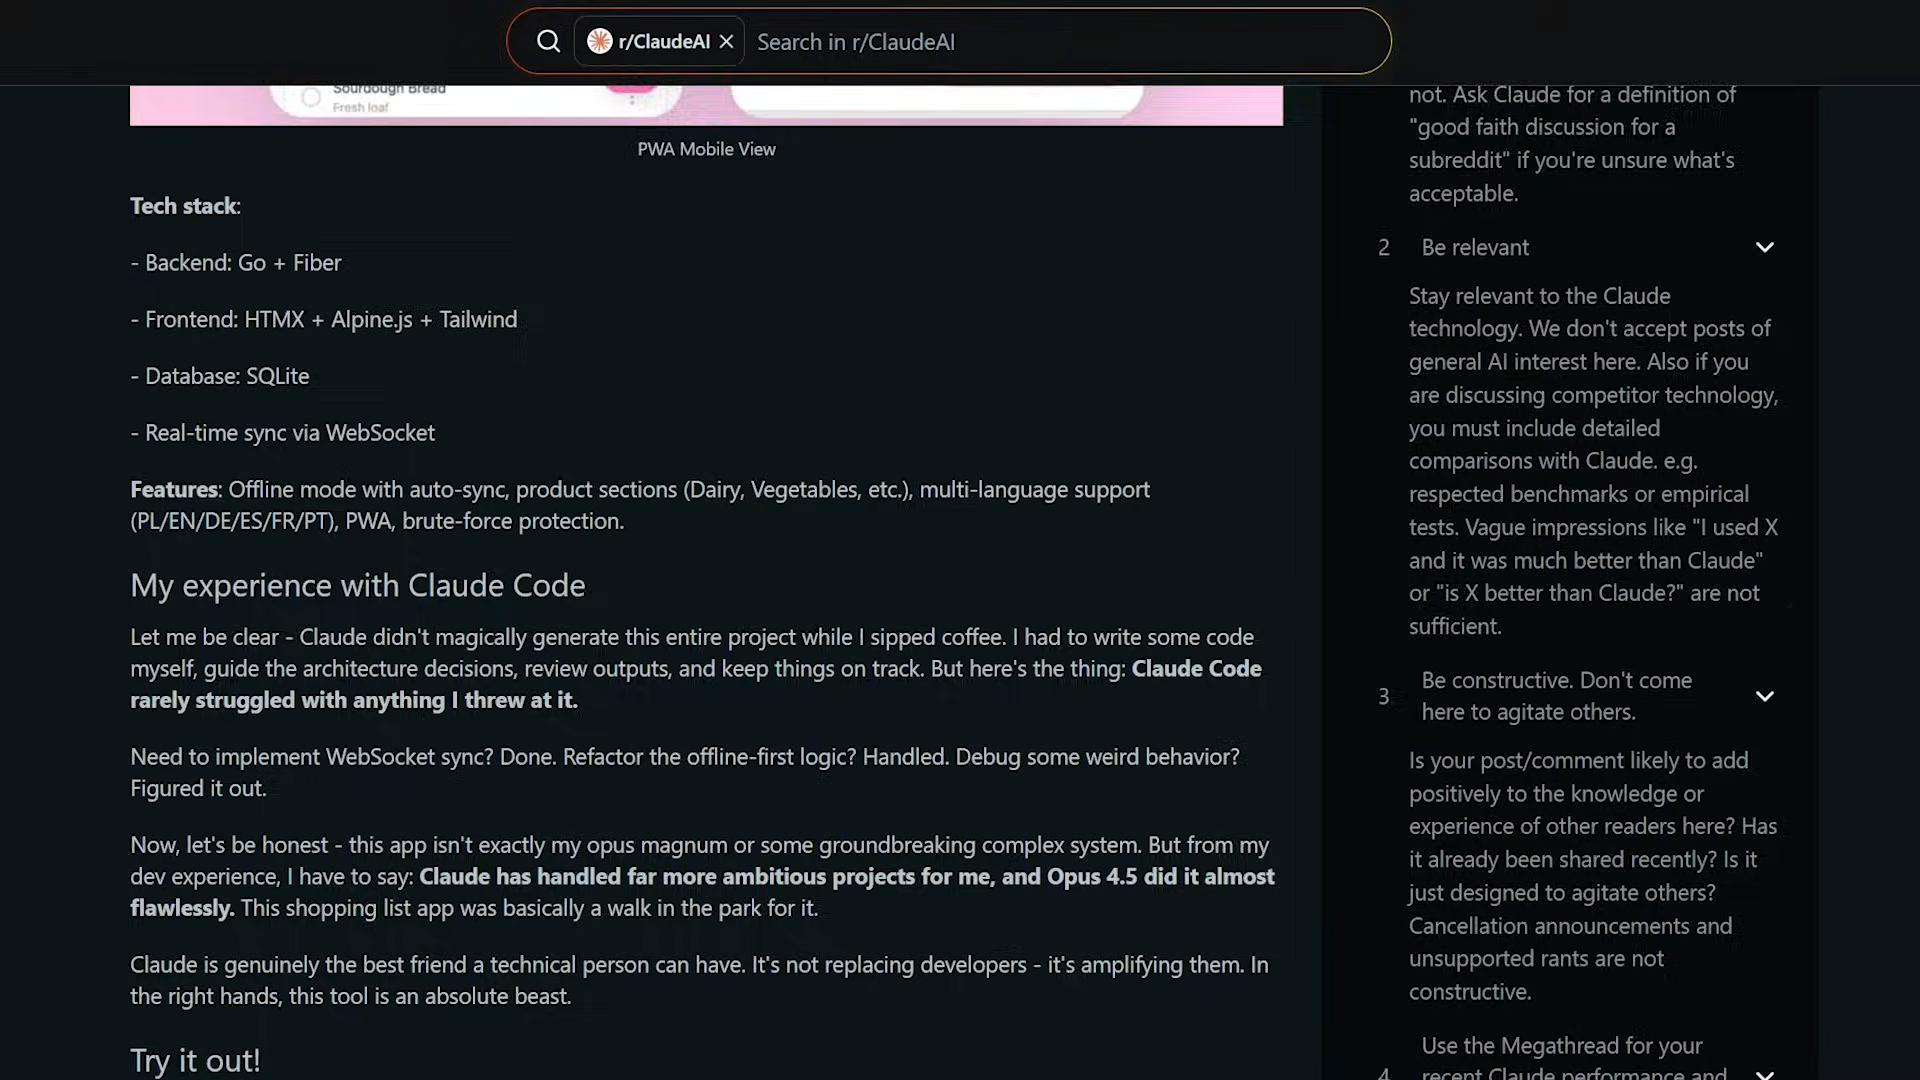 r/ClaudeAI
Search in r/ClaudeAI
Sourdough Bread
Fresh loaf
PWA Mobile View
Tech stack:
- Backend: Go + Fiber
- Frontend: HTMX + Alpine.js + Tailwind
- Database: SQLite
- Real-time sync via WebSocket
Features: Offline mode with auto-sync, product sections (Dairy, Vegetables, etc.), multi-language support
(PL/EN/DE/ES/FR/PT), PWA, brute-force protection.
My experience with Claude Code
Let me be clear - Claude didn't magically generate this entire project while I sipped coffee. I had to write some code
myself, guide the architecture decisions, review outputs, and keep things on track. But here's the thing: Claude Code
rarely struggled with anything I threw at it.
Need to implement WebSocket sync? Done. Refactor the offline-first logic? Handled. Debug some weird behavior?
Figured it out.
Now, let's be honest - this app isn't exactly my opus magnum or some groundbreaking complex system. But from my
dev experience, I have to say: Claude has handled far more ambitious projects for me, and Opus 4.5 did it almost
flawlessly. This shopping list app was basically a walk in the park for it.
Claude is genuinely the best friend a technical person can have. It's not replacing developers - it's amplifying them. In
the right hands, this tool is an absolute beast.
Try it out!
not. Ask Claude for a definition of
"good faith discussion for a
subreddit" if you're unsure what's
acceptable.
2 Be relevant
Stay relevant to the Claude
technology. We don't accept posts of
general AI interest here. Also if you
are discussing competitor technology,
you must include detailed
comparisons with Claude. e.g.
respected benchmarks or empirical
tests. Vague impressions like "I used X
and it was much better than Claude"
or "is X better than Claude?" are not
sufficient.
3 Be constructive. Don't come
here to agitate others.
Is your post/comment likely to add
positively to the knowledge or
experience of other readers here? Has
it already been shared recently? Is it
just designed to agitate others?
Cancellation announcements and
unsupported rants are not
constructive.
4 Use the Megathread for your
recent Claude performance and